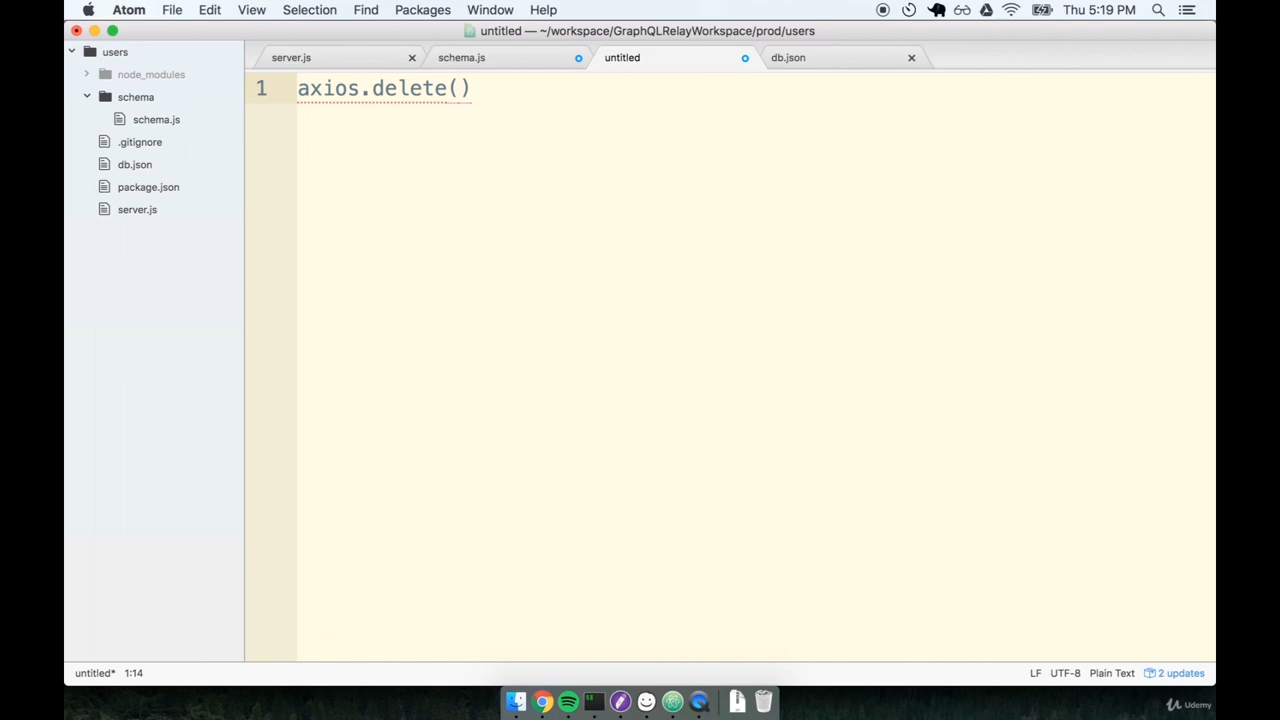 Atom File Edit View Selection Find Packages Window Help Thu 5:19 PM
untitled — ~/workspace/GraphQLRelayWorkspace/prod/users
users
server.js schema.js untitled db.json
node_modules
1 axios.delete()
schema
schema.js
.gitignore
db.json
package.json
server.js
untitled* 1:14 LF UTF-8 Plain Text 2 updates
Udemy